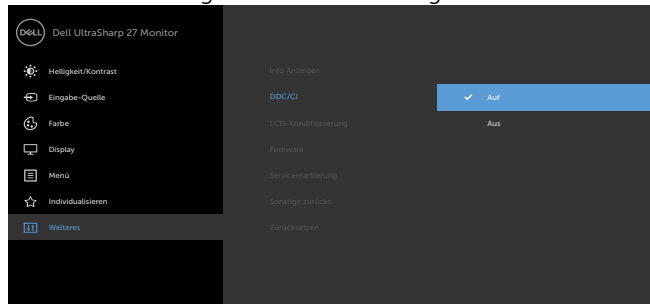 DELL Dell UltraSharp 27 Monitor
Helligkeit/Kontrast
Eingabe-Quelle
Farbe
Display
Menü
Individualisieren
Weiteres
Info Anzeigen
DDC/CI
LCD-Konditionierung
Firmware
Servicemarkierung
Sonstige zurücks.
Zurücksetzen
Auf
Aus